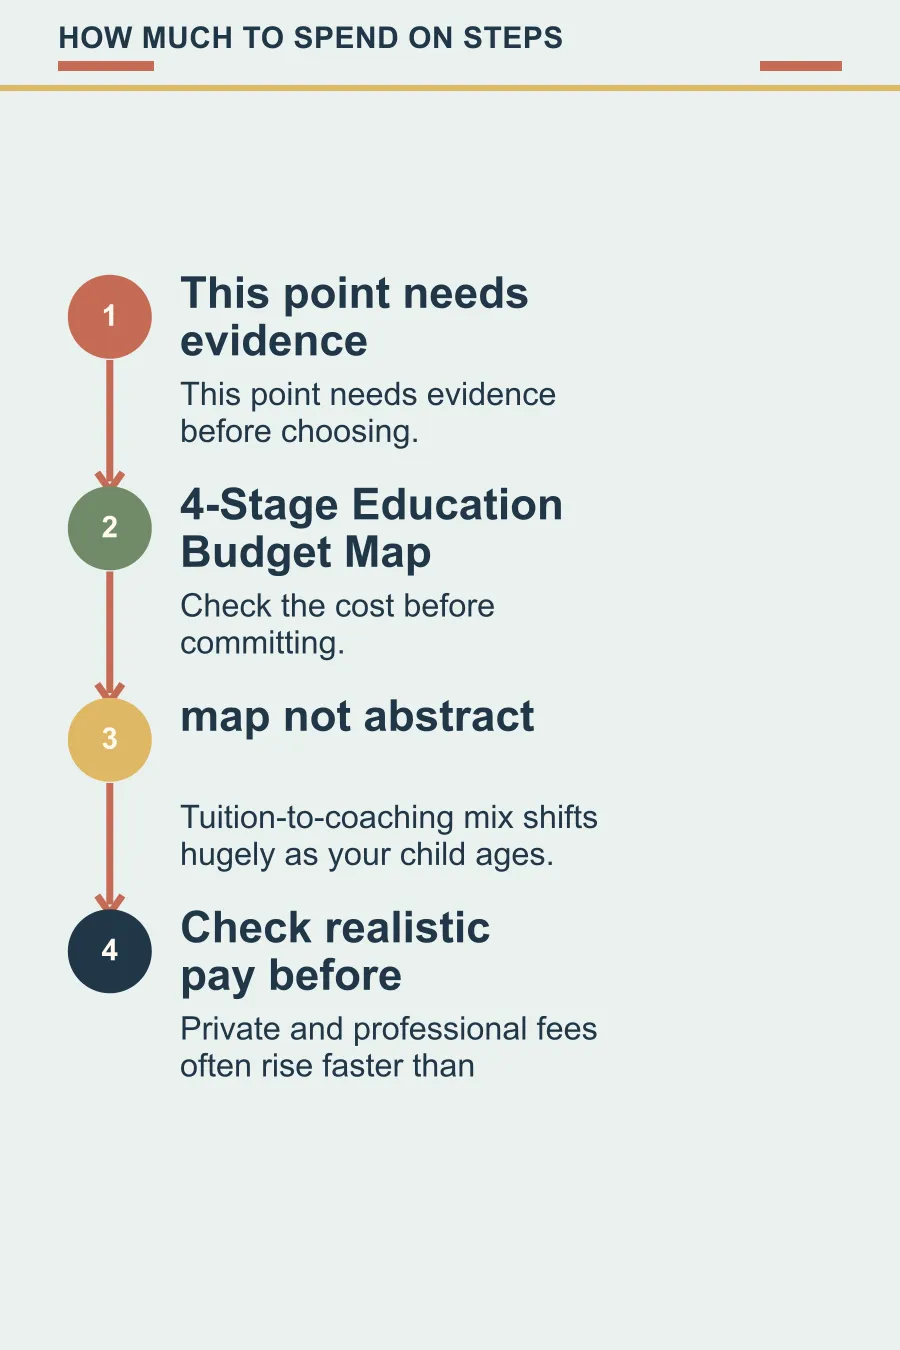 HOW MUCH TO SPEND ON STEPS
1
This point needs
evidence
This point needs evidence
before choosing.
2
4-Stage Education
Budget Map
Check the cost before
committing.
3
map not abstract
Tuition-to-coaching mix shifts
hugely as your child ages.
4
Check realistic
pay before
Private and professional fees
often rise faster than